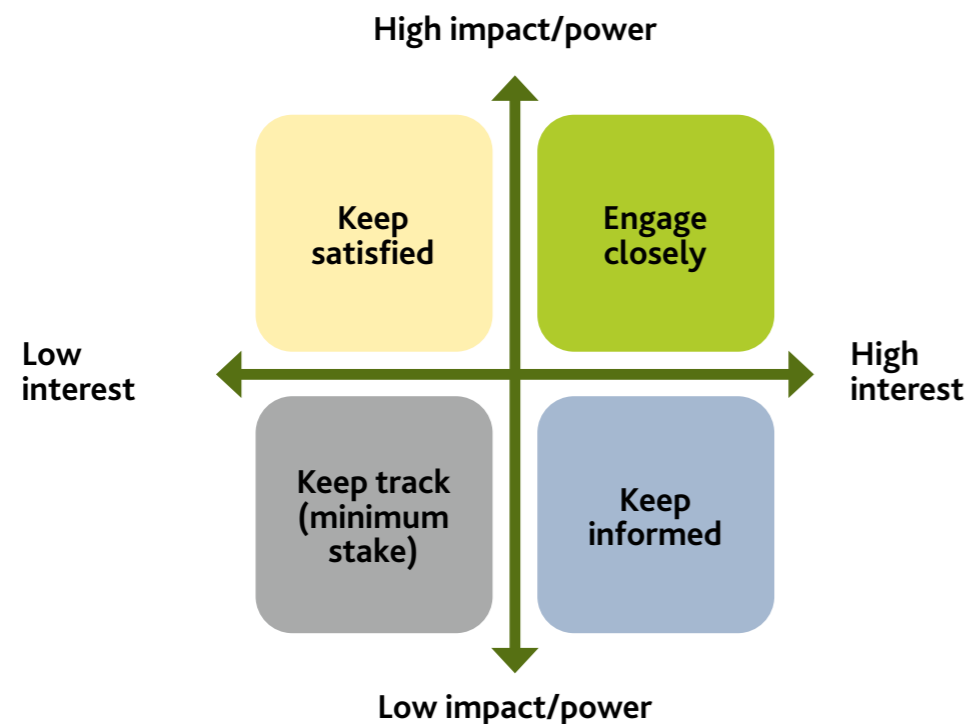 High impact/power
Keep
satisfied
Engage
closely
Low
interest
High
interest
Keep track
(minimum
stake)
Keep
informed
Low impact/power